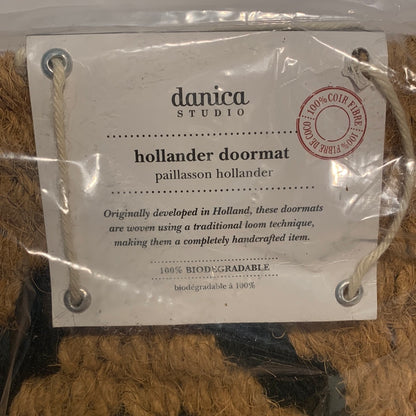 danica
STUDIO
100% COIR FIBRE
100% FIBRE DE COCO
hollander doormat
paillasson hollander
Originally developed in Holland, these doormats
are woven using a traditional loom technique,
making them a completely handcrafted item.
100% BIODEGRADABLE
biodégradable à 100%